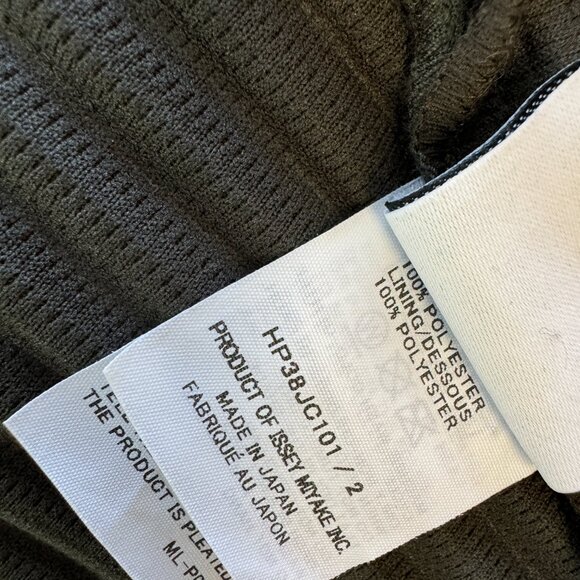 HP38JC101 / 2
PRODUCT OF ISSEY MIYAKE INC.
MADE IN JAPAN
FABRIQUÉ AU JAPON
100% POLYESTER
LINING/DESSOUS
100% POLYESTER
THE PRODUCT IS PLEATED